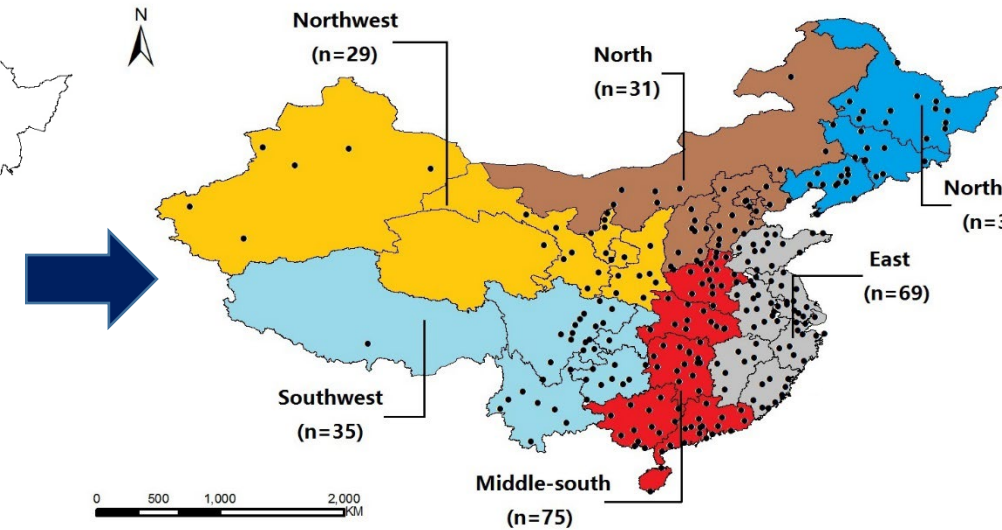 N
Northwest
(n=29)
North
(n=31)
North
(n=3
East
(n=69)
Southwest
(n=35)
Middle-south
(n=75)
0 500 1,000 2,000
KM